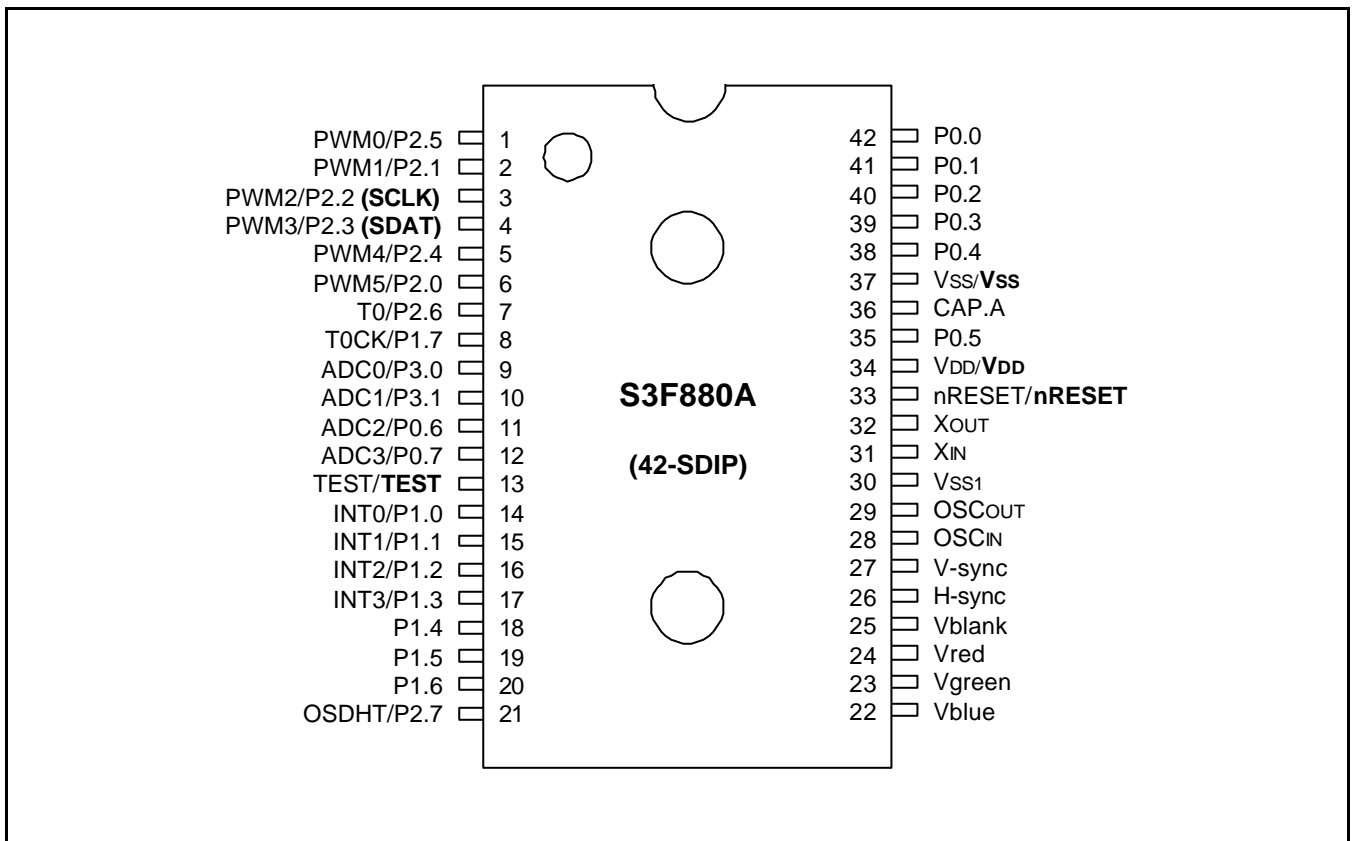 PWM0/P2.5 1
PWM1/P2.1 2
PWM2/P2.2 (SCLK) 3
PWM3/P2.3 (SDAT) 4
PWM4/P2.4 5
PWM5/P2.0 6
T0/P2.6 7
T0CK/P1.7 8
ADC0/P3.0 9
ADC1/P3.1 10
ADC2/P0.6 11
ADC3/P0.7 12
TEST/TEST 13
INT0/P1.0 14
INT1/P1.1 15
INT2/P1.2 16
INT3/P1.3 17
P1.4 18
P1.5 19
P1.6 20
OSDHT/P2.7 21
S3F880A
(42-SDIP)
42 P0.0
41 P0.1
40 P0.2
39 P0.3
38 P0.4
37 VSS/VSS
36 CAP.A
35 P0.5
34 VDD/VDD
33 nRESET/nRESET
32 XOUT
31 XIN
30 VSS1
29 OSCOUT
28 OSCIN
27 V-sync
26 H-sync
25 Vblank
24 Vred
23 Vgreen
22 Vblue